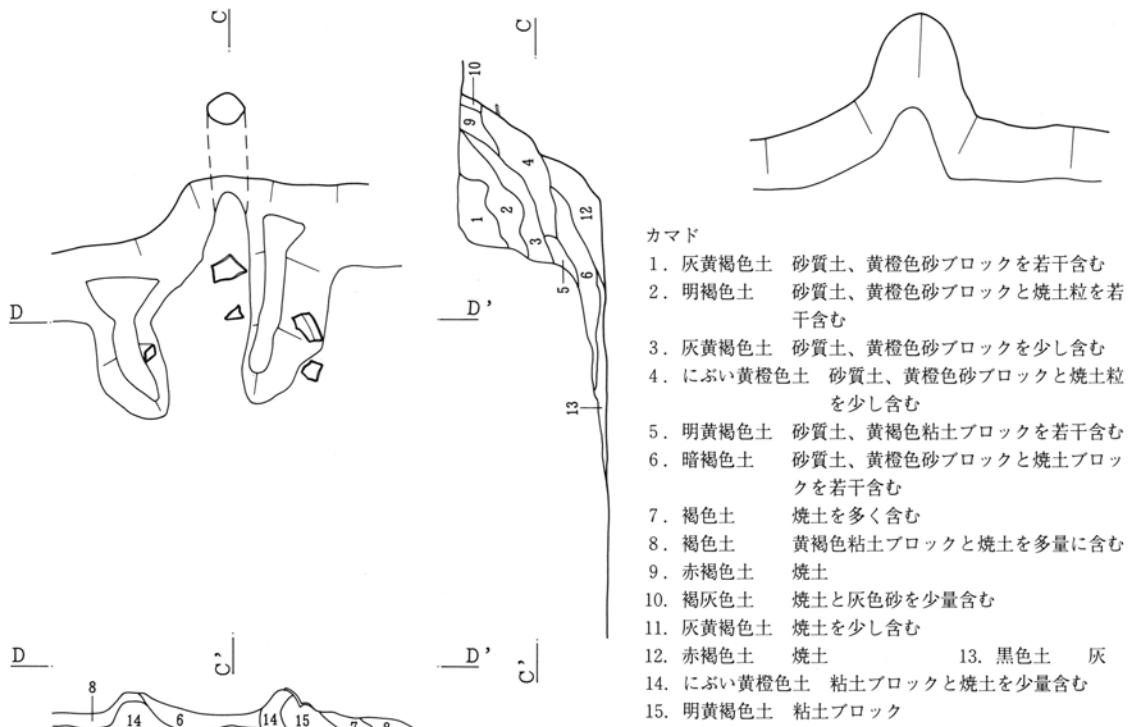 C
C
10
9
4
1
2
12
3
6
5
D
D'
13
カマド
1. 灰黄褐色土 砂質土、黄橙色砂ブロックを若干含む
2. 明褐色土 砂質土、黄橙色砂ブロックと焼土粒を若
干含む
3. 灰黄褐色土 砂質土、黄橙色砂ブロックを少し含む
4. にぶい黄橙色土 砂質土、黄橙色砂ブロックと焼土粒
を少し含む
5. 明黄褐色土 砂質土、黄褐色粘土ブロックを若干含む
6. 暗褐色土 砂質土、黄橙色砂ブロックと焼土ブロッ
クを若干含む
7. 褐色土 焼土を多く含む
8. 褐色土 黄褐色粘土ブロックと焼土を多量に含む
9. 赤褐色土 焼土
10. 褐灰色土 焼土と灰色砂を少量含む
11. 灰黄褐色土 焼土を少し含む
12. 赤褐色土 焼土 13. 黒色土 灰
14. にぶい黄橙色土 粘土ブロックと焼土を少量含む
15. 明黄褐色土 粘土ブロック
D
C'
D'
C'
8
14
6
14
15
7
8